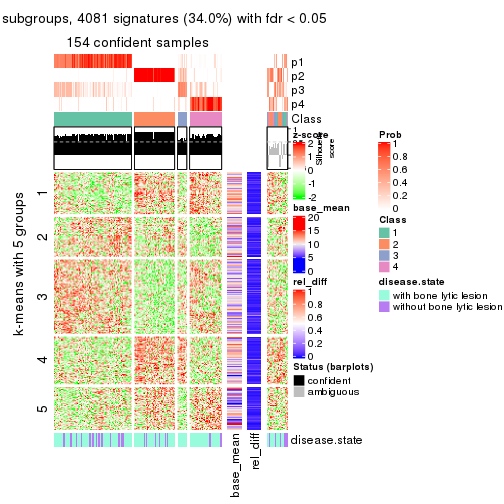 subgroups, 4081 signatures (34.0%) with fdr < 0.05
154 confident samples
p1
p2
p3
p4
Class
1
0
Silhouette
score
k-means with 5 groups
1
2
3
4
5
z-score
2
1
0
-1
-2
base_mean
20
15
10
5
0
rel_diff
1
0.8
0.6
0.4
0.2
0
Status (barplots)
confident
ambiguous
Prob
1
0.8
0.6
0.4
0.2
0
Class
1
2
3
4
disease.state
with bone lytic lesion
without bone lytic lesion
disease.state
base_mean
rel_diff